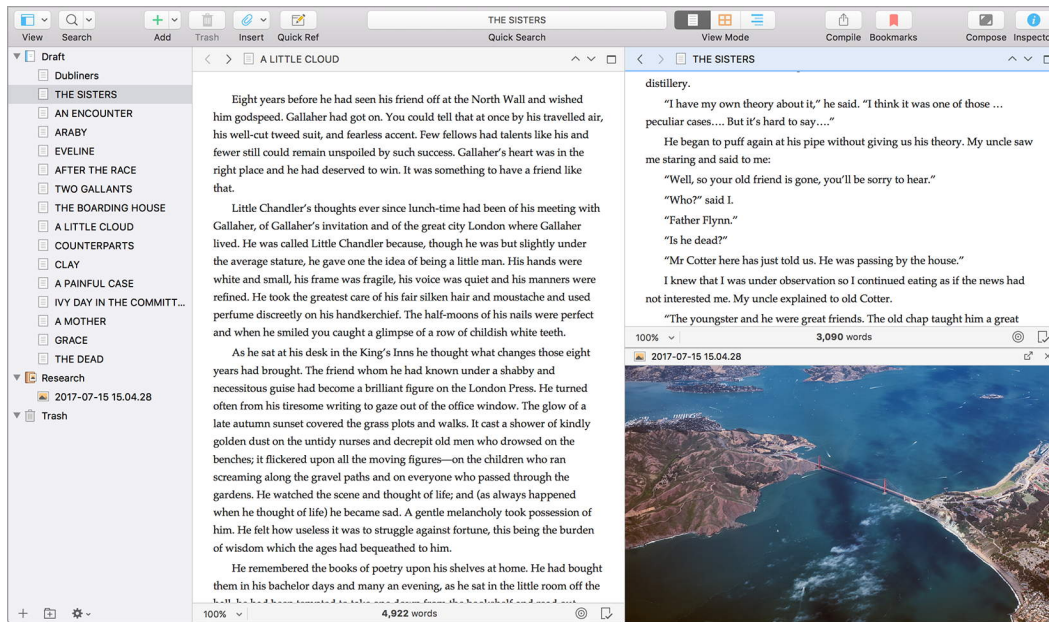 THE SISTERS
View
Search
Add
Trash
Insert
Quick Ref
Quick Search
View Mode
Compile
Bookmarks
Compose
Inspecto
Draft
Dubliners
THE SISTERS
AN ENCOUNTER
ARABY
EVELINE
AFTER THE RACE
TWO GALLANTS
THE BOARDING HOUSE
A LITTLE CLOUD
COUNTERPARTS
CLAY
A PAINFUL CASE
IVY DAY IN THE COMMITT...
A MOTHER
GRACE
THE DEAD
Research
2017-07-15 15.04.28
Trash
A LITTLE CLOUD
Eight years before he had seen his friend off at the North Wall and wished
him godspeed. Gallaher had got on. You could tell that at once by his travelled air,
his well-cut tweed suit, and fearless accent. Few fellows had talents like his and
fewer still could remain unspoiled by such success. Gallaher’s heart was in the
right place and he had deserved to win. It was something to have a friend like
that.
Little Chandler’s thoughts ever since lunch-time had been of his meeting with
Gallaher, of Gallaher’s invitation and of the great city London where Gallaher
lived. He was called Little Chandler because, though he was but slightly under
the average stature, he gave one the idea of being a little man. His hands were
white and small, his frame was fragile, his voice was quiet and his manners were
refined. He took the greatest care of his fair silken hair and moustache and used
perfume discreetly on his handkerchief. The half-moons of his nails were perfect
and when he smiled you caught a glimpse of a row of childish white teeth.
As he sat at his desk in the King’s Inns he thought what changes those eight
years had brought. The friend whom he had known under a shabby and
necessitous guise had become a brilliant figure on the London Press. He turned
often from his tiresome writing to gaze out of the office window. The glow of a
late autumn sunset covered the grass plots and walks. It cast a shower of kindly
golden dust on the untidy nurses and decrepit old men who drowsed on the
benches; it flickered upon all the moving figures—on the children who ran
screaming along the gravel paths and on everyone who passed through the
gardens. He watched the scene and thought of life; and (as always happened
when he thought of life) he became sad. A gentle melancholy took possession of
him. He felt how useless it was to struggle against fortune, this being the burden
of wisdom which the ages had bequeathed to him.
He remembered the books of poetry upon his shelves at home. He had bought
them in his bachelor days and many an evening, as he sat in the little room off the
100%
4,922 words
THE SISTERS
distillery.
“I have my own theory about it,” he said. “I think it was one of those …
peculiar cases…. But it’s hard to say….”
He began to puff again at his pipe without giving us his theory. My uncle saw
me staring and said to me:
“Well, so your old friend is gone, you’ll be sorry to hear.”
“Who?” said I.
“Father Flynn.”
“Is he dead?”
“Mr Cotter here has just told us. He was passing by the house.”
I knew that I was under observation so I continued eating as if the news had
not interested me. My uncle explained to old Cotter.
“The youngster and he were great friends. The old chap taught him a great
100%
3,090 words
2017-07-15 15.04.28